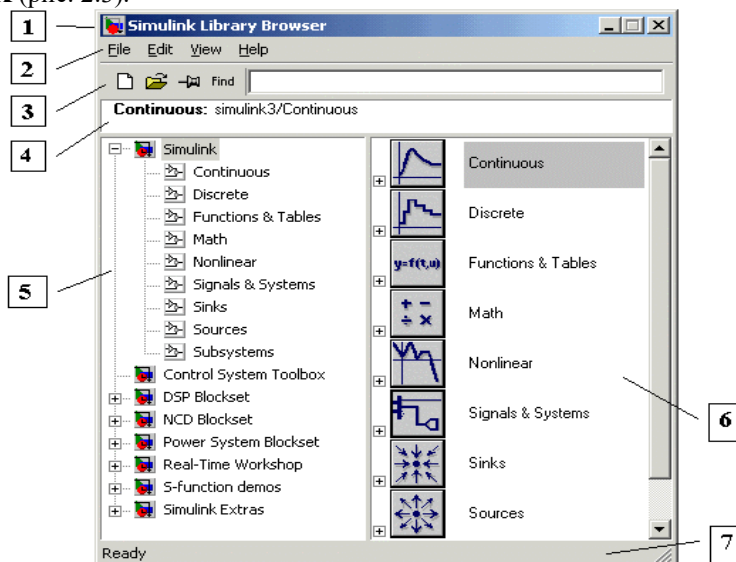 (рис. 2.3).
1
Simulink Library Browser
2
File Edit View Help
3
Find
4
Continuous: simulink3/Continuous
5
Simulink
Continuous
Discrete
Functions & Tables
Math
Nonlinear
Signals & Systems
Sinks
Sources
Subsystems
Control System Toolbox
DSP Blockset
NCD Blockset
Power System Blockset
Real-Time Workshop
S-function demos
Simulink Extras
Continuous
Discrete
y=f(t,u) Functions & Tables
Math
Nonlinear
Signals & Systems
Sinks
Sources
6
7
Ready